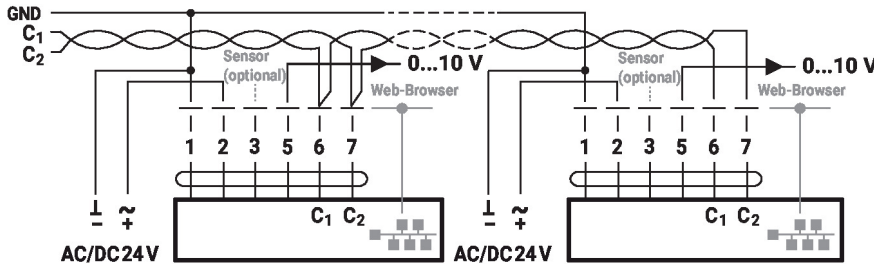 GND
C₁
C₂
Sensor
(optional)
0...10 V
Web-Browser
Sensor
(optional)
0...10 V
Web-Browser
1 2 3 5 6 7
1 2 3 5 6 7
⊥ ~
- +
C₁ C₂
AC/DC 24 V
⊥ ~
- +
C₁ C₂
AC/DC 24 V